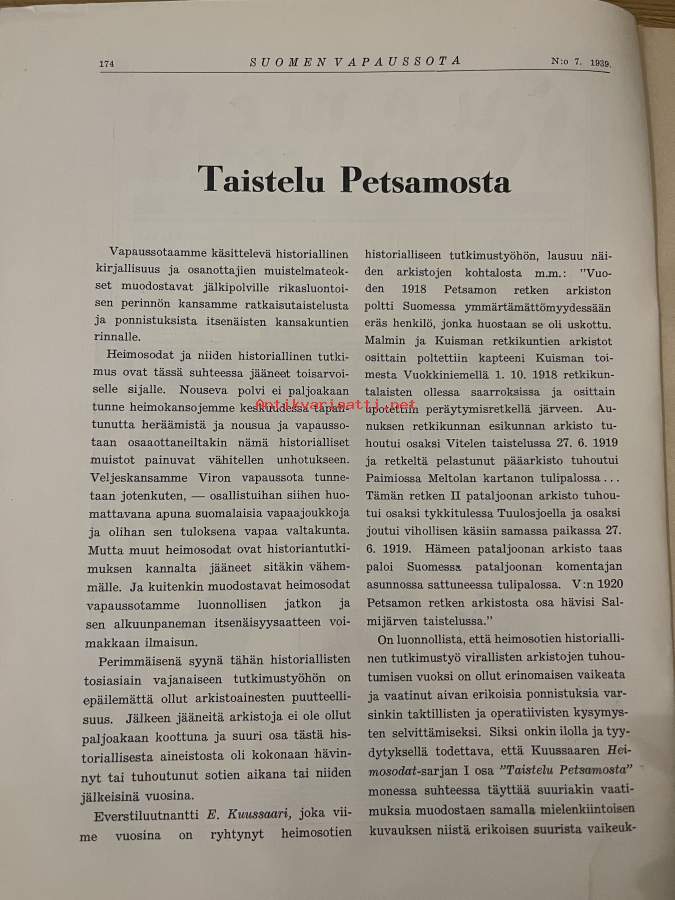 174
SUOMEN VAPAUSSOTA
N:o 7. 1939.
Taistelu Petsamosta
Vapaussotaamme käsittelevä historiallinen
kirjallisuus ja osanottajien muistelmateok-
set muodostavat jälkipolville rikasluontoi-
sen perinnön kansamme ratkaisutaistelusta
ja ponnistuksista itsenäisten kansakuntien
rinnalle.
Heimosodat ja niiden historiallinen tutki-
mus ovat tässä suhteessa jääneet toisarvoi-
selle sijalle. Nouseva polvi ei paljoakaan
tunne heimokansojemme keskuudessa tapah-
tunutta heräämistä ja nousua ja vapausso-
taan osaaottaneiltakin nämä historialliset
muistot painuvat vähitellen unhotukseen.
Veljeskansamme Viron vapaussota tunne-
taan jotenkuten, — osallistuihan siihen huo-
mattavana apuna suomalaisia vapaajoukkoja
ja olihan sen tuloksena vapaa valtakunta.
Mutta muut heimosodat ovat historiantutki-
muksen kannalta jääneet sitäkin vähem-
mälle. Ja kuitenkin muodostavat heimosodat
vapaussotamme luonnollisen jatkon ja
sen alkuunpaneman itsenäisyysaatteen voi-
makkaan ilmaisun.
Perimmäisenä syynä tähän historiallisten
tosiasiain vajanaiseen tutkimustyöhön on
epäilemättä ollut arkistoainesten puutteelli-
suus. Jälkeen jääneitä arkistoja ei ole ollut
paljoakaan koottuna ja suuri osa tästä his-
toriallisesta aineistosta oli kokonaan hävin-
nyt tai tuhoutunut sotien aikana tai niiden
jälkeisinä vuosina.
Everstiluutnantti E. Kuussaari, joka vii-
me vuosina on ryhtynyt heimosotien
historialliseen tutkimustyöhön, lausuu näi-
den arkistojen kohtalosta m.m.: "Vuo-
den 1918 Petsamon retken arkiston
poltti Suomessa ymmärtämättömyydessään
eräs henkilö, jonka huostaan se oli uskottu.
Malmin ja Kuisman retkikuntien arkistot
osittain poltettiin kapteeni Kuisman toi-
mesta Vuokkiniemellä 1. 10. 1918 retkikun-
talaisten ollessa saarroksissa ja osittain
upotettiin peräytymisretkellä järveen. Au-
nuksen retkikunnan esikunnan arkisto tu-
houtui osaksi Vitelen taistelussa 27. 6. 1919
ja retkeltä pelastunut pääarkisto tuhoutui
Paimiossa Meltolan kartanon tulipalossa...
Tämän retken II pataljoonan arkisto tuhou-
tui osaksi tykkitulessa Tuulosjoella ja osaksi
joutui vihollisen käsiin samassa paikassa 27.
6. 1919. Hämeen pataljoonan arkisto taas
paloi Suomessa pataljoonan komentajan
asunnossa sattuneessa tulipalossa. V:n 1920
Petsamon retken arkistosta osa hävisi Sal-
mijärven taistelussa."
On luonnollista, että heimosotien historialli-
nen tutkimustyö virallisten arkistojen tuhou-
tumisen vuoksi on ollut erinomaisen vaikeata
ja vaatinut aivan erikoisia ponnistuksia var-
sinkin taktillisten ja operatiivisten kysymys-
ten selvittämiseksi. Siksi onkin ilolla ja tyy-
dytyksellä todettava, että Kuussaaren Hei-
mosodat-sarjan I osa "Taistelu Petsamosta"
monessa suhteessa täyttää suuriakin vaati-
muksia muodostaen samalla mielenkiintoisen
kuvauksen niistä erikoisen suurista vaikeuk-
Antikvariaatti.net